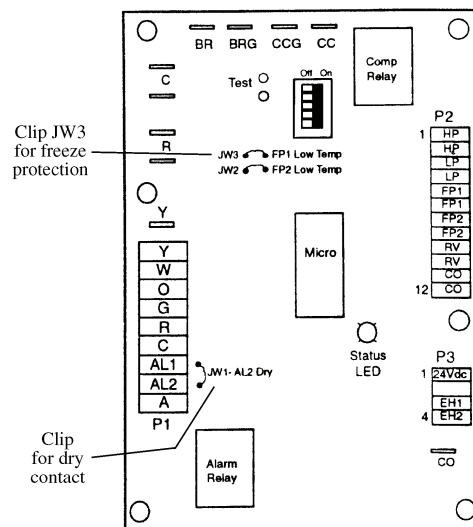 BR BRG CCG CC
C
Test
Off On
Comp
Relay
Clip JW3
for freeze
protection
R
JW3 FP1 Low Temp
JW2 FP2 Low Temp
P2
1 HP
HP
LP
LP
FP1
FP1
FP2
FP2
RV
RV
CO
12 CO
Y
Y
W
O
G
R
C
AL1
AL2
A
P1
JW1- AL2 Dry
Micro
Status
LED
P3
1 24Vdc
EH1
4 EH2
CO
Clip
for dry
contact
Alarm
Relay